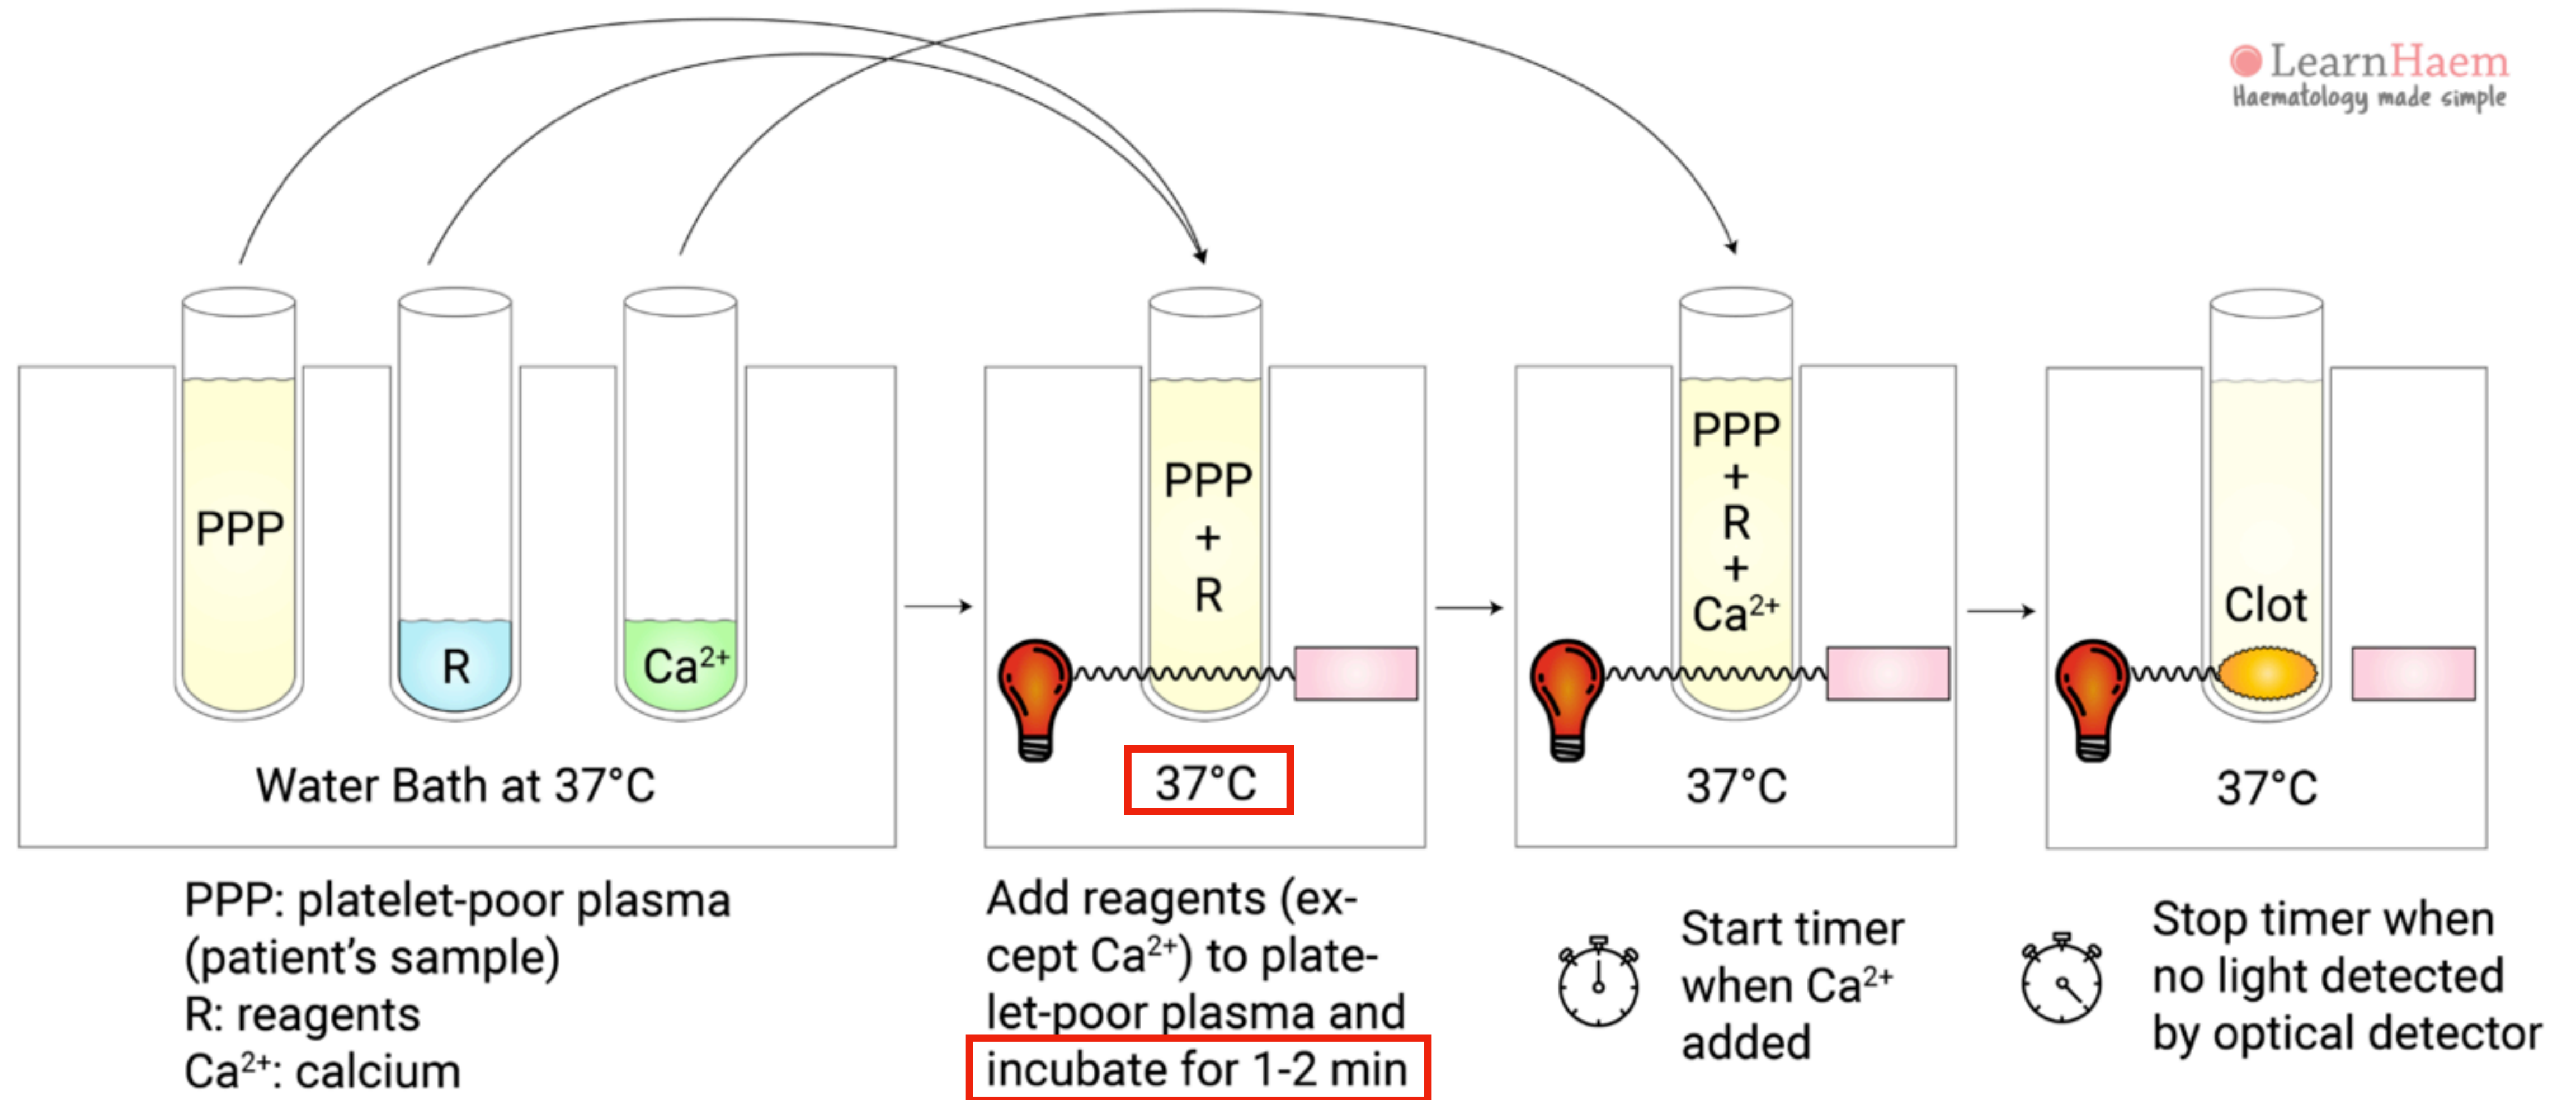 LearnHaem
Haematology made simple
PPP
R
Ca²⁺
Water Bath at 37°C
PPP
+
R
37°C
PPP
+
R
+
Ca²⁺
37°C
Clot
37°C
PPP: platelet-poor plasma
(patient’s sample)
R: reagents
Ca²⁺: calcium
Add reagents (ex-
cept Ca²⁺) to plate-
let-poor plasma and
incubate for 1-2 min
Start timer
when Ca²⁺
added
Stop timer when
no light detected
by optical detector